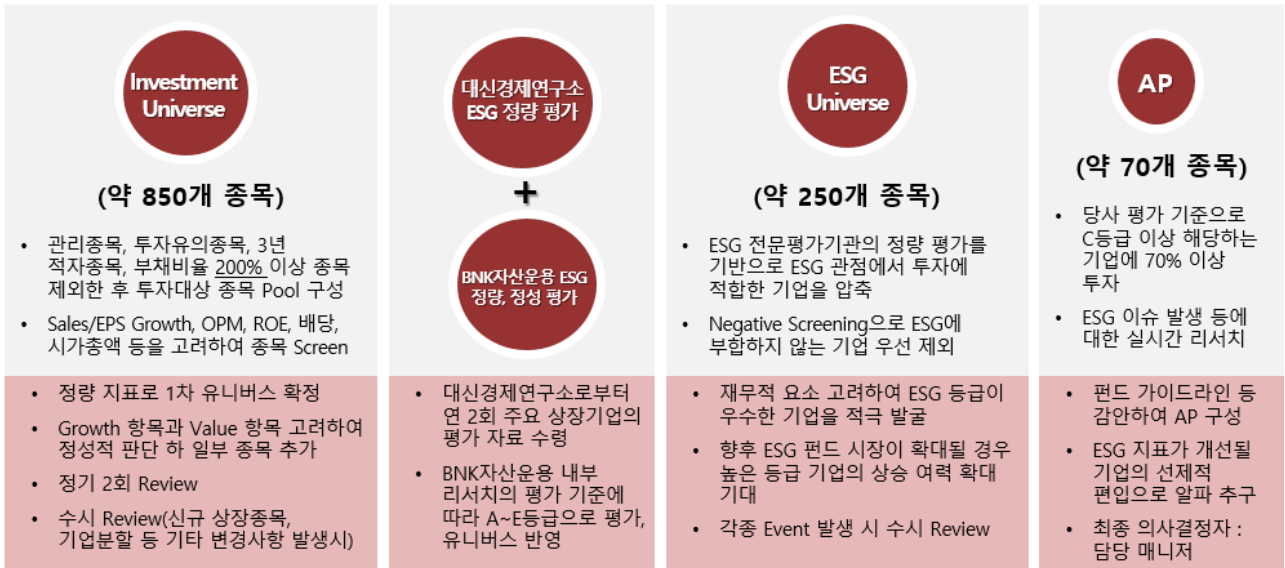 Investment
Universe
(약 850개 종목)
• 관리종목, 투자유의종목, 3년
적자종목, 부채비율 200% 이상 종목
제외한 후 투자대상 종목 Pool 구성
• Sales/EPS Growth, OPM, ROE, 배당,
시가총액 등을 고려하여 종목 Screen
• 정량 지표로 1차 유니버스 확정
• Growth 항목과 Value 항목 고려하여
정성적 판단 하 일부 종목 추가
• 정기 2회 Review
• 수시 Review(신규 상장종목,
기업분할 등 기타 변경사항 발생시)
대신경제연구소
ESG 정량 평가
+
BNK자산운용 ESG
정량, 정성 평가
• 대신경제연구소로부터
연 2회 주요 상장기업의
평가 자료 수령
• BNK자산운용 내부
리서치의 평가 기준에
따라 A~E등급으로 평가,
유니버스 반영
ESG
Universe
(약 250개 종목)
• ESG 전문평가기관의 정량 평가를
기반으로 ESG 관점에서 투자에
적합한 기업을 압축
• Negative Screening으로 ESG에
부합하지 않는 기업 우선 제외
• 재무적 요소 고려하여 ESG 등급이
우수한 기업을 적극 발굴
• 향후 ESG 펀드 시장이 확대될 경우
높은 등급 기업의 상승 여력 확대
기대
• 각종 Event 발생 시 수시 Review
AP
(약 70개 종목)
• 당사 평가 기준으로
C등급 이상 해당하는
기업에 70% 이상
투자
• ESG 이슈 발생 등에
대한 실시간 리서치
• 펀드 가이드라인 등
감안하여 AP 구성
• ESG 지표가 개선될
기업의 선제적
편입으로 알파 추구
• 최종 의사결정자 :
담당 매니저